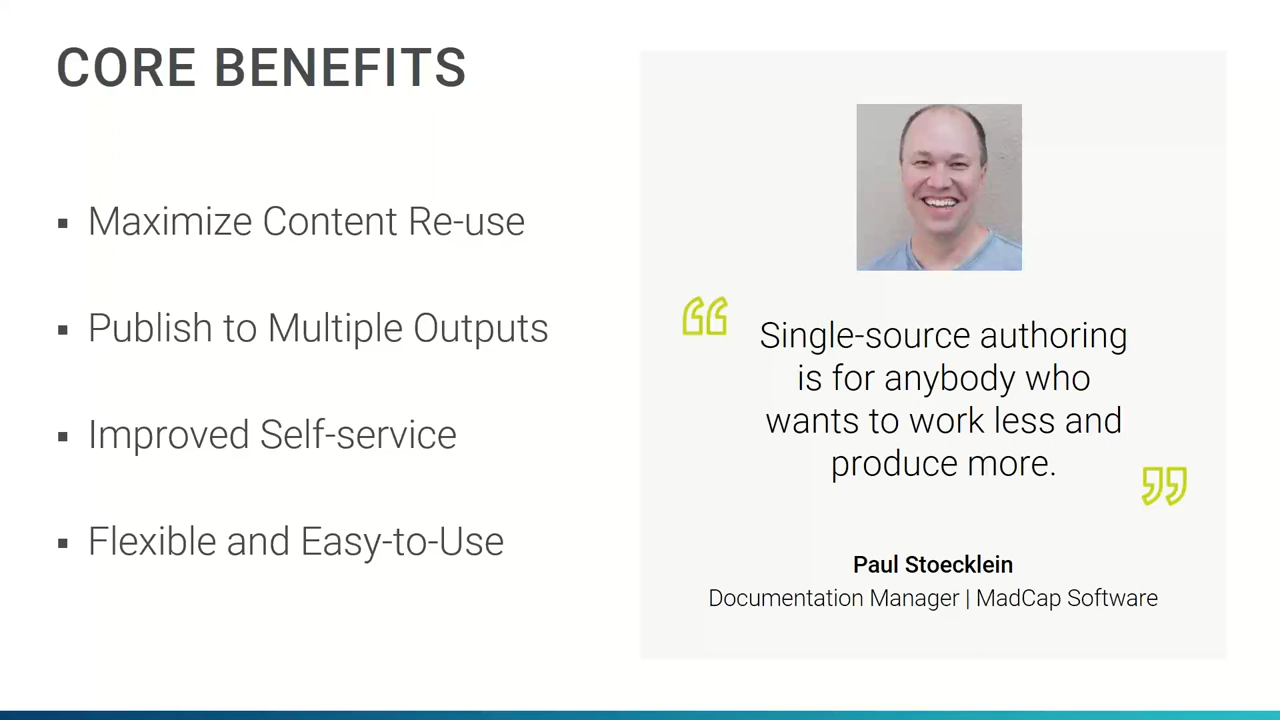 CORE BENEFITS
▪ Maximize Content Re-use
▪ Publish to Multiple Outputs
▪ Improved Self-service
▪ Flexible and Easy-to-Use
“Single-source authoring
is for anybody who
wants to work less and
produce more.”
Paul Stoecklein
Documentation Manager | MadCap Software